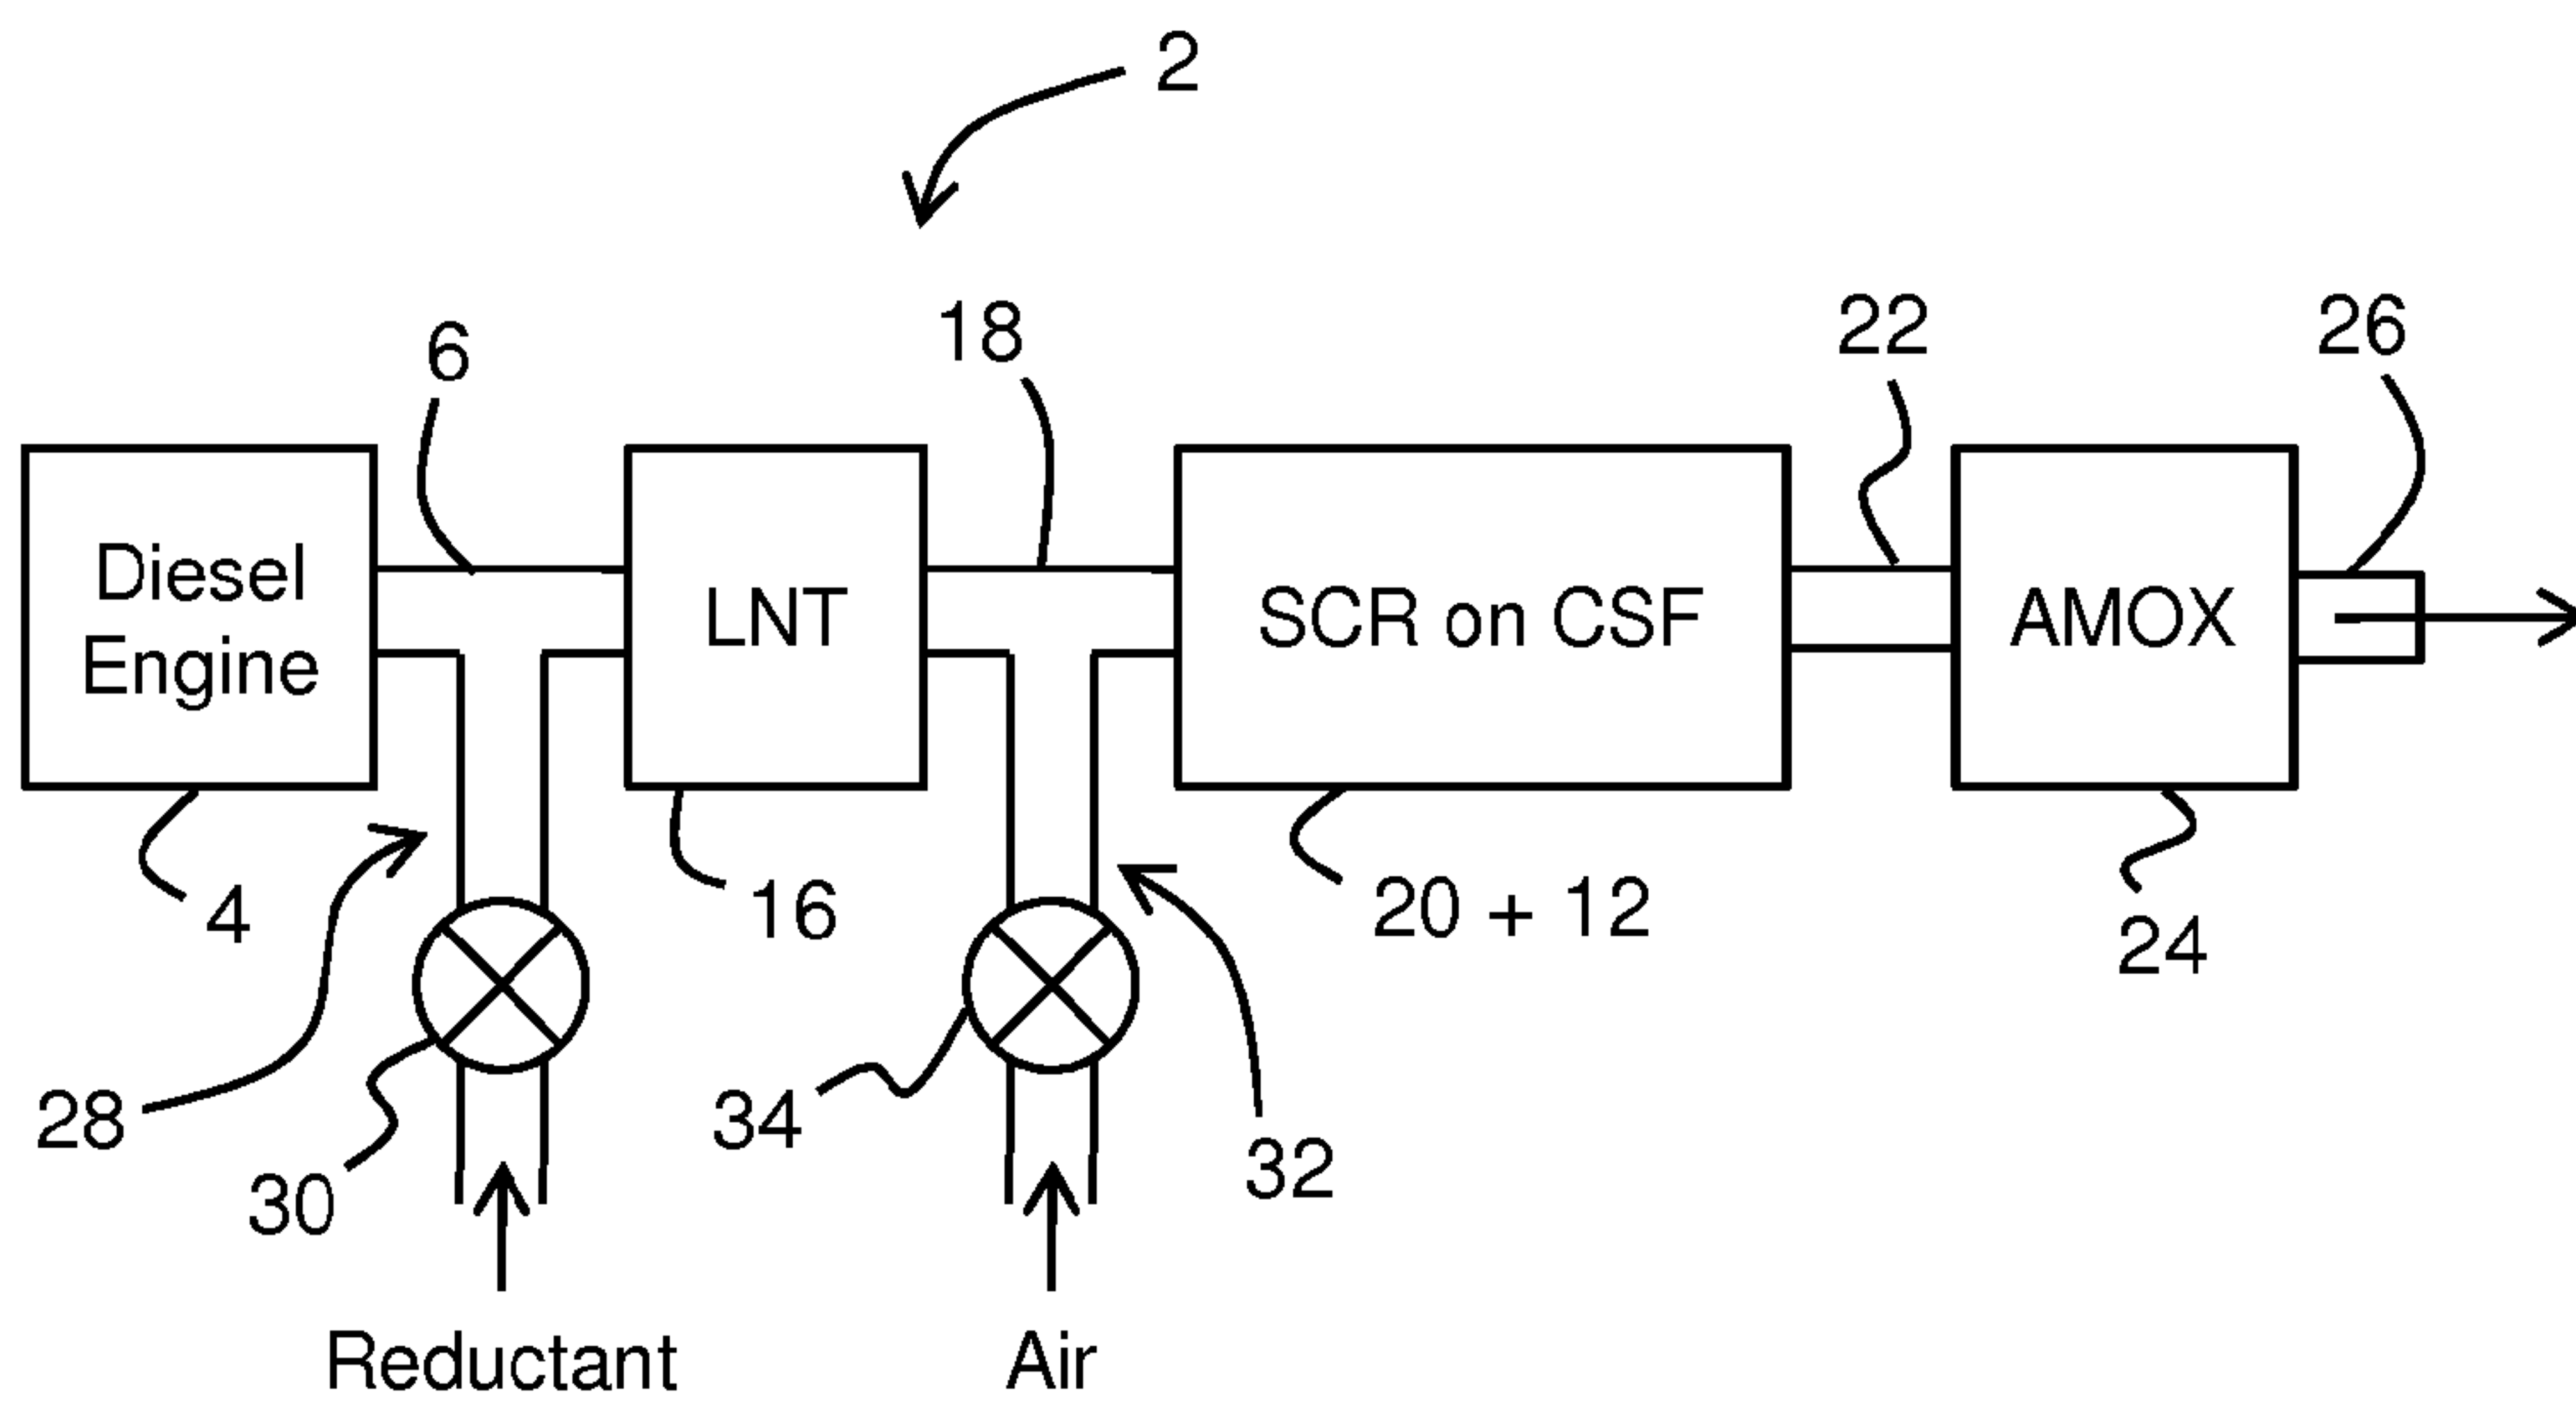 2
6
18
22
26
Diesel
Engine
LNT
SCR on CSF
AMOX
4
16
20 + 12
24
28
30
34
32
Reductant
Air